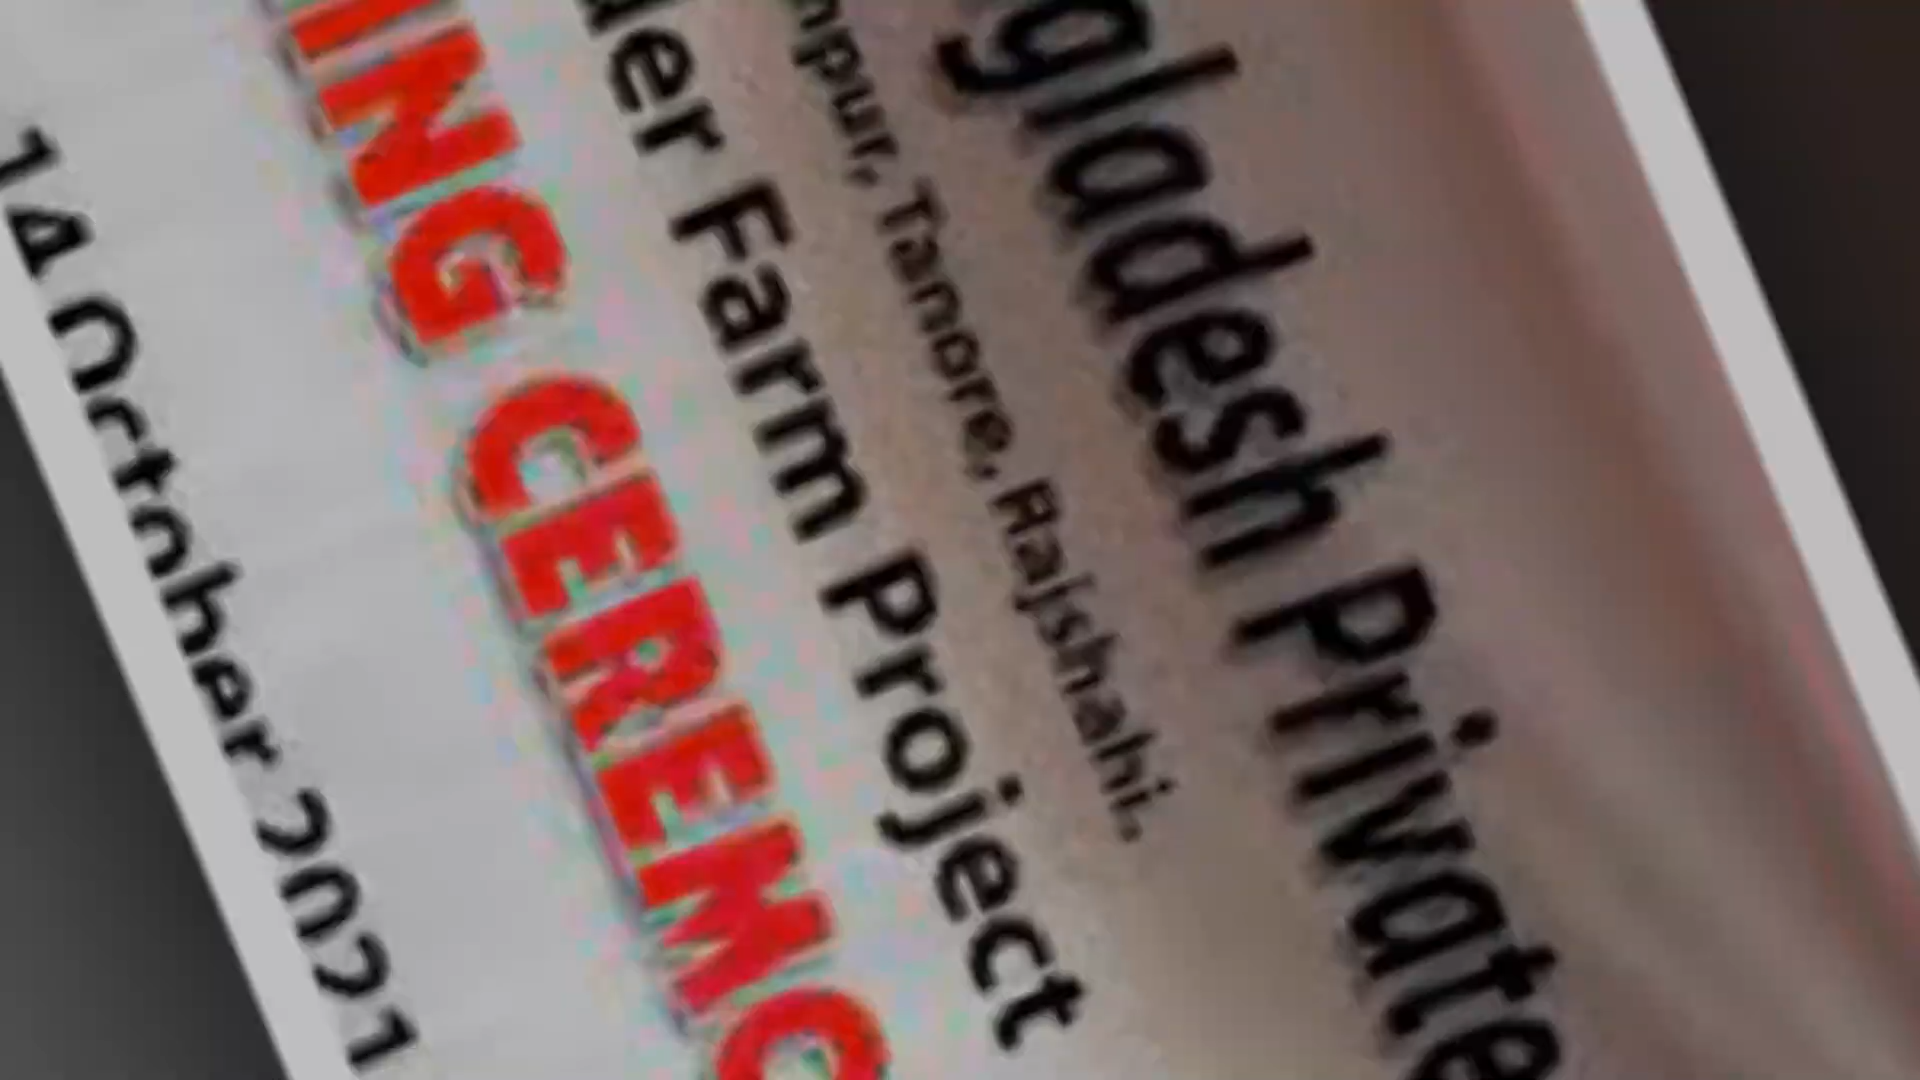 gladesh Private
npur, Tanore, Rajshahi.
der Farm Project
ING CEREMO
14 October 2021